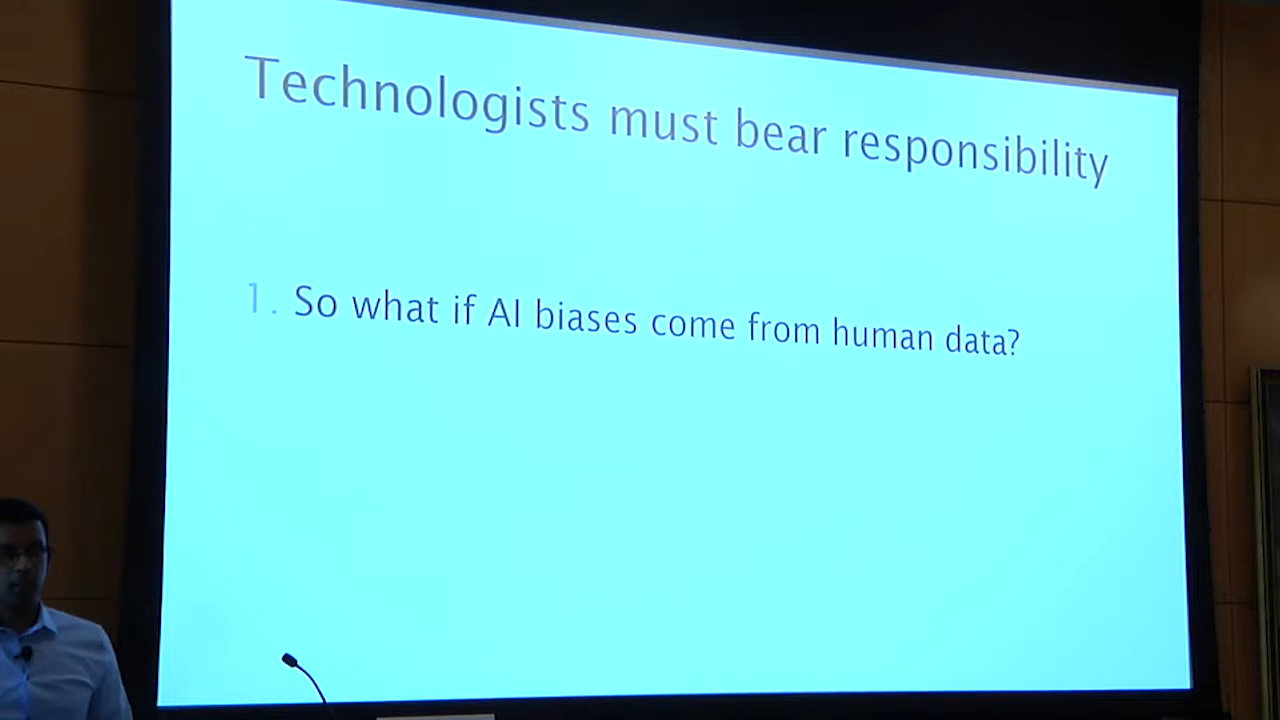 Technologists must bear responsibility
1. So what if AI biases come from human data?